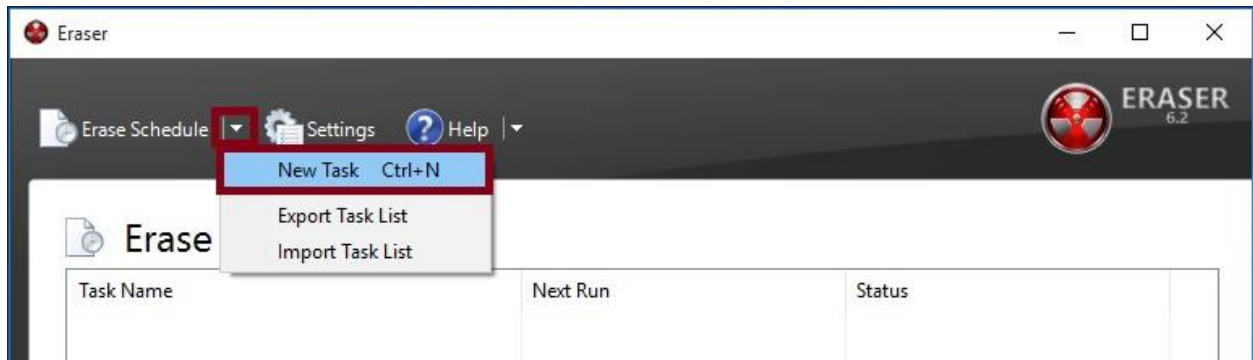 Eraser
ERASER
6.2
Erase Schedule Settings ? Help
New Task Ctrl+N
Export Task List
Import Task List
Erase
Task Name Next Run Status